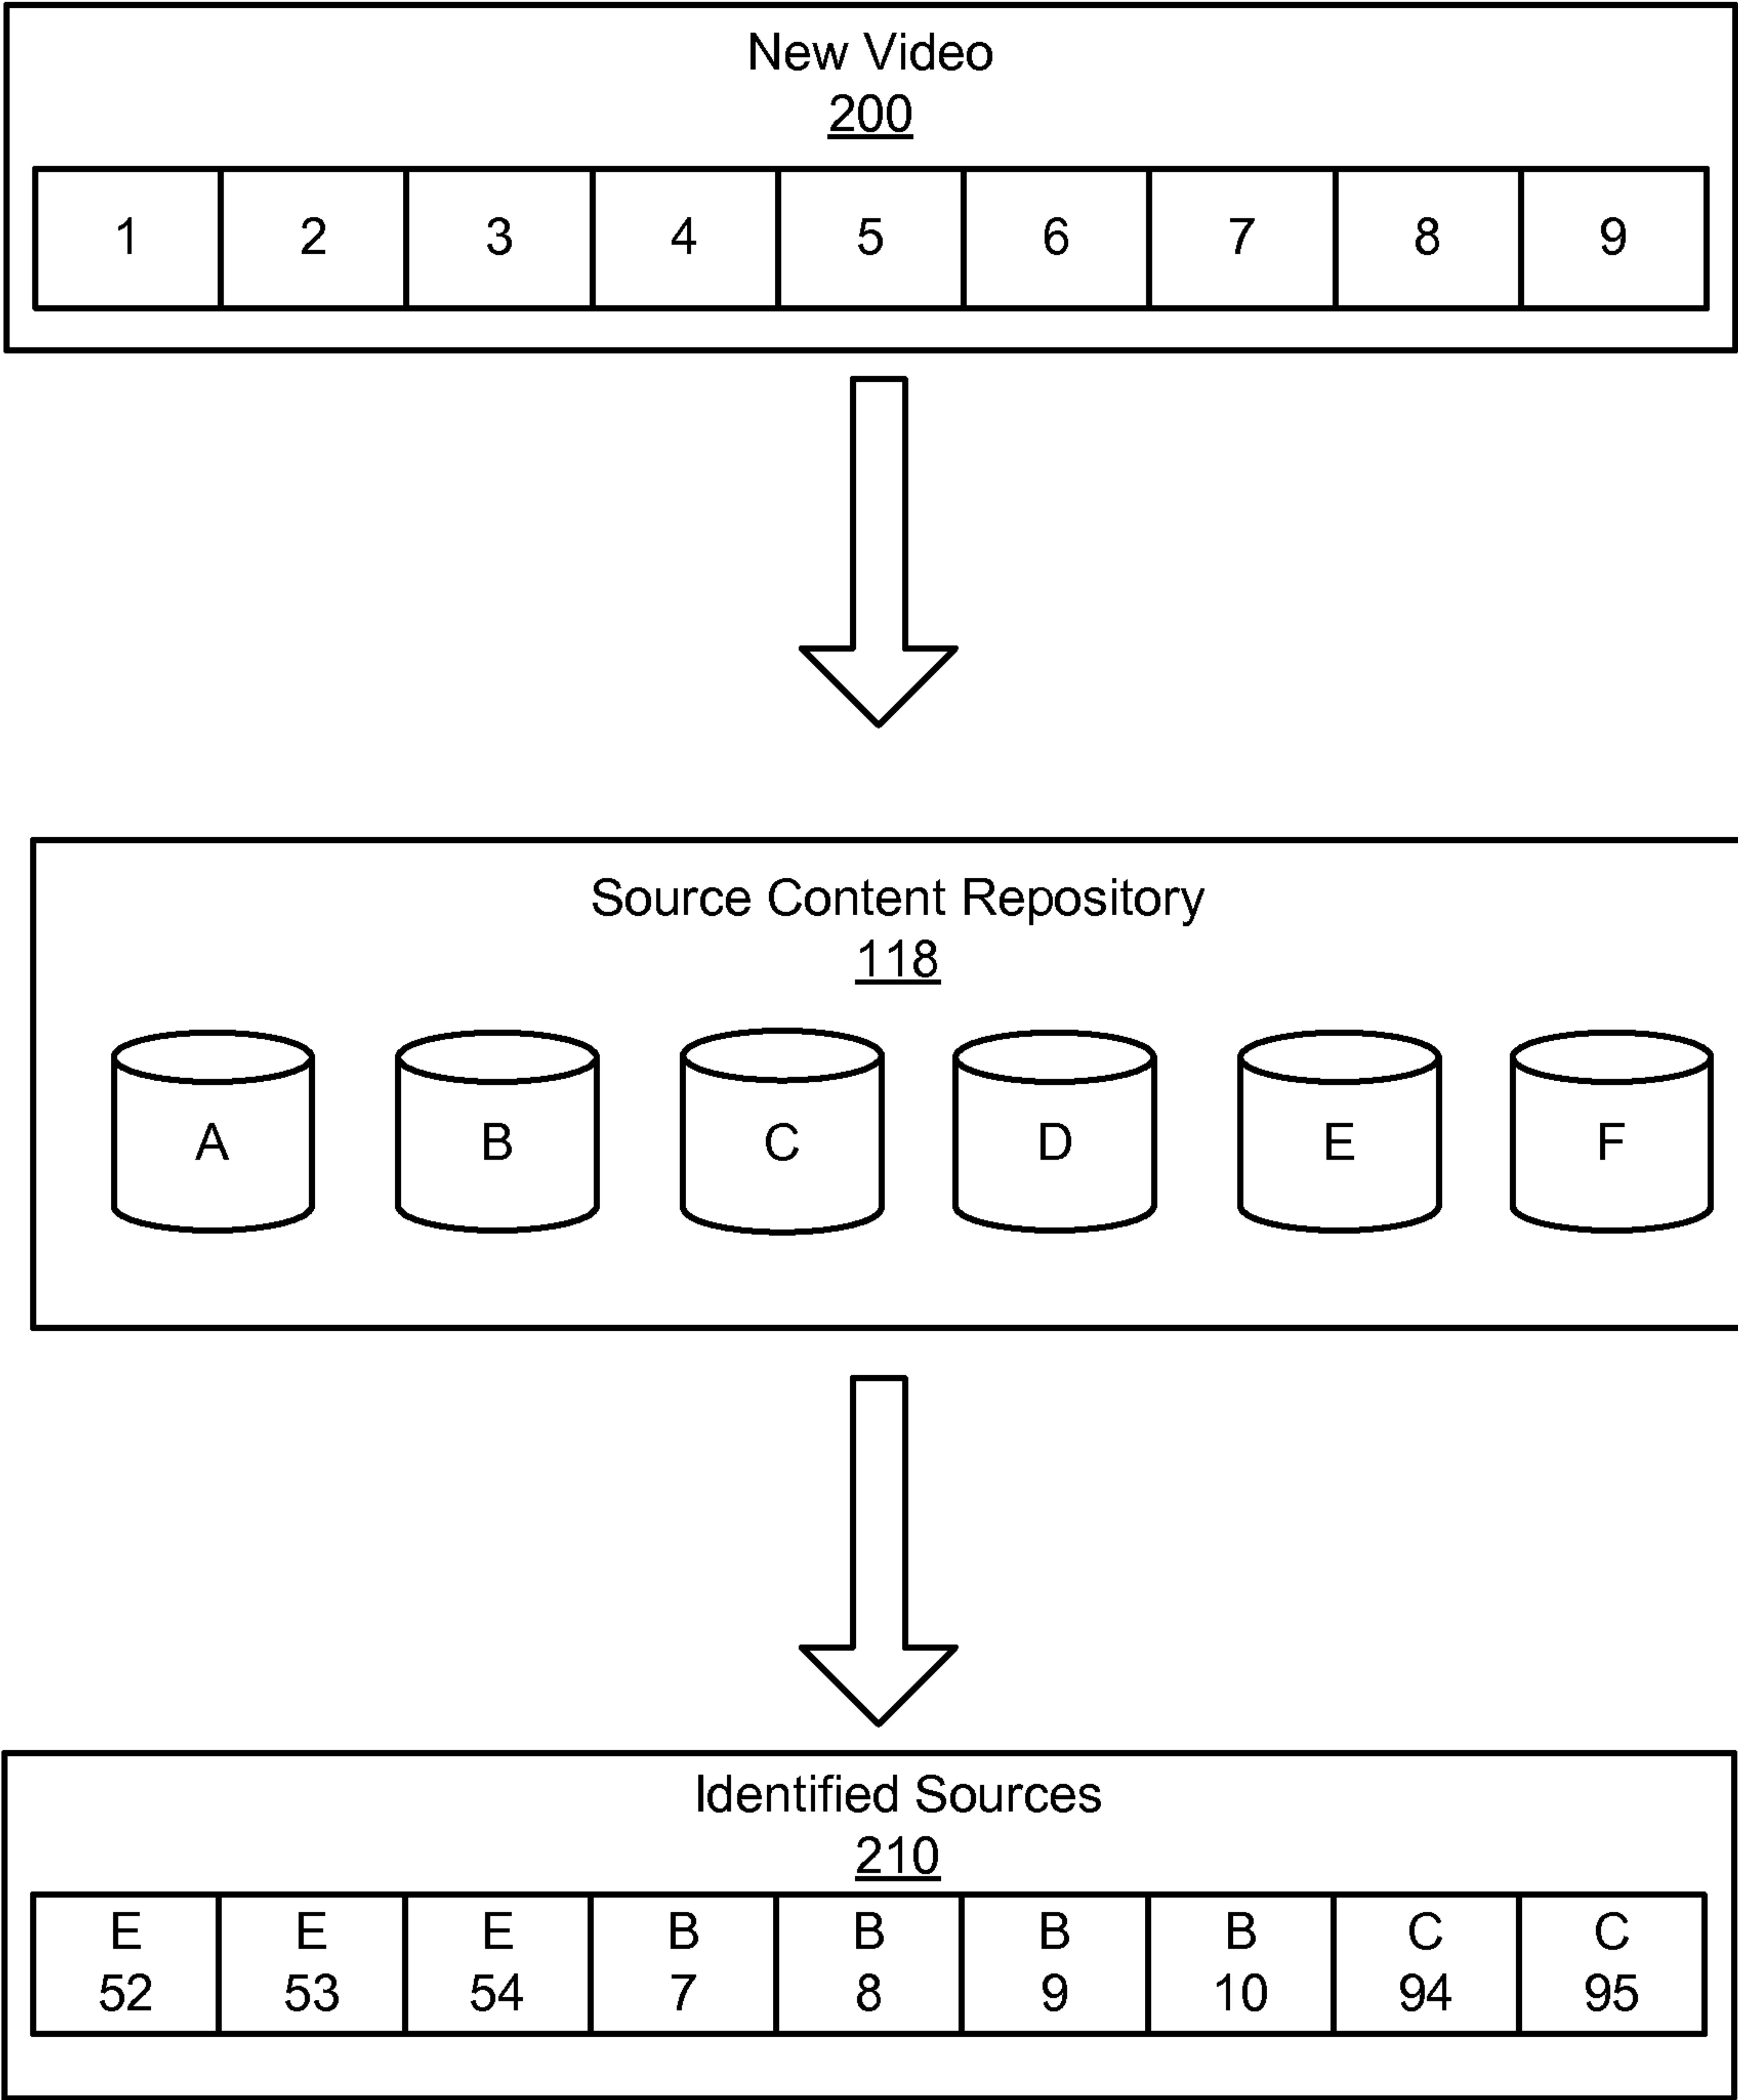 New Video
200
1 2 3 4 5 6 7 8 9
Source Content Repository
118
A B C D E F
Identified Sources
210
E E E B B B B C C
52 53 54 7 8 9 10 94 95